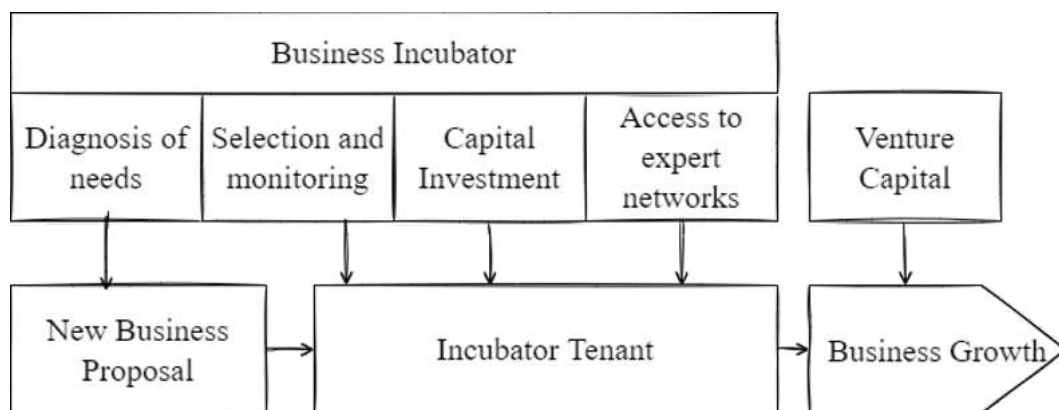 Business Incubator
Diagnosis of
needs
Selection and
monitoring
Capital
Investment
Access to
expert
networks
Venture
Capital
New Business
Proposal
Incubator Tenant
Business Growth